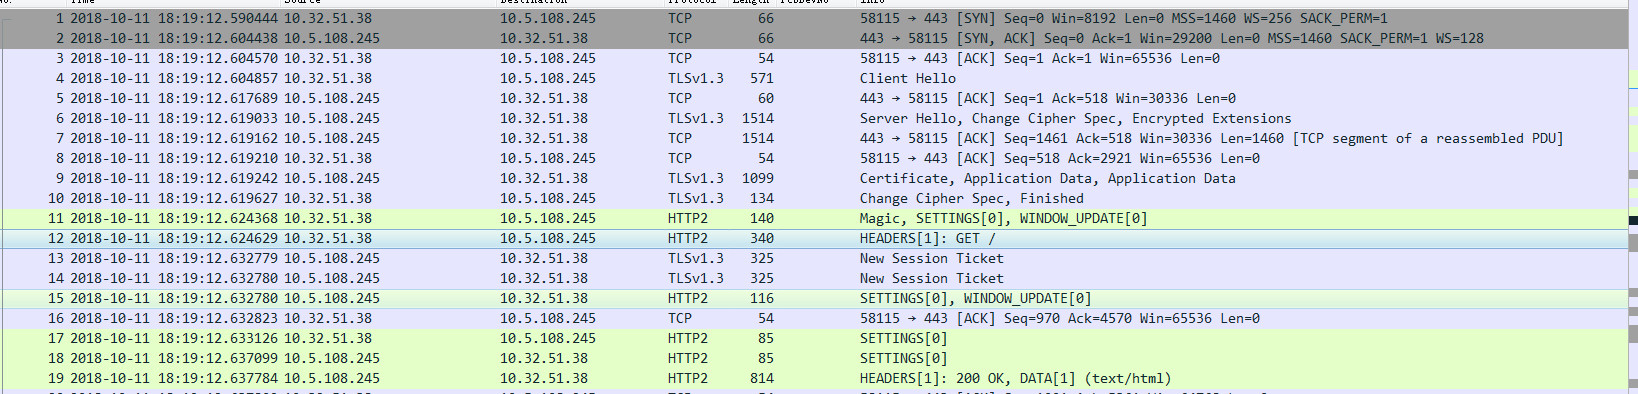 1 2018-10-11 18:19:12.590444 10.32.51.38 10.5.108.245 TCP 66 58115 → 443 [SYN] Seq=0 Win=8192 Len=0 MSS=1460 WS=256 SACK_PERM=1
2 2018-10-11 18:19:12.604438 10.5.108.245 10.32.51.38 TCP 66 443 → 58115 [SYN, ACK] Seq=0 Ack=1 Win=29200 Len=0 MSS=1460 SACK_PERM=1 WS=128
3 2018-10-11 18:19:12.604570 10.32.51.38 10.5.108.245 TCP 54 58115 → 443 [ACK] Seq=1 Ack=1 Win=65536 Len=0
4 2018-10-11 18:19:12.604857 10.32.51.38 10.5.108.245 TLSv1.3 571 Client Hello
5 2018-10-11 18:19:12.617689 10.5.108.245 10.32.51.38 TCP 60 443 → 58115 [ACK] Seq=1 Ack=518 Win=30336 Len=0
6 2018-10-11 18:19:12.619033 10.5.108.245 10.32.51.38 TLSv1.3 1514 Server Hello, Change Cipher Spec, Encrypted Extensions
7 2018-10-11 18:19:12.619162 10.5.108.245 10.32.51.38 TCP 1514 443 → 58115 [ACK] Seq=1461 Ack=518 Win=30336 Len=1460 [TCP segment of a reassembled PDU]
8 2018-10-11 18:19:12.619210 10.32.51.38 10.5.108.245 TCP 54 58115 → 443 [ACK] Seq=518 Ack=2921 Win=65536 Len=0
9 2018-10-11 18:19:12.619242 10.5.108.245 10.32.51.38 TLSv1.3 1099 Certificate, Application Data, Application Data
10 2018-10-11 18:19:12.619627 10.32.51.38 10.5.108.245 TLSv1.3 134 Change Cipher Spec, Finished
11 2018-10-11 18:19:12.624368 10.32.51.38 10.5.108.245 HTTP2 140 Magic, SETTINGS[0], WINDOW_UPDATE[0]
12 2018-10-11 18:19:12.624629 10.32.51.38 10.5.108.245 HTTP2 340 HEADERS[1]: GET /
13 2018-10-11 18:19:12.632779 10.5.108.245 10.32.51.38 TLSv1.3 325 New Session Ticket
14 2018-10-11 18:19:12.632780 10.5.108.245 10.32.51.38 TLSv1.3 325 New Session Ticket
15 2018-10-11 18:19:12.632780 10.5.108.245 10.32.51.38 HTTP2 116 SETTINGS[0], WINDOW_UPDATE[0]
16 2018-10-11 18:19:12.632823 10.32.51.38 10.5.108.245 TCP 54 58115 → 443 [ACK] Seq=970 Ack=4570 Win=65536 Len=0
17 2018-10-11 18:19:12.633126 10.32.51.38 10.5.108.245 HTTP2 85 SETTINGS[0]
18 2018-10-11 18:19:12.637099 10.5.108.245 10.32.51.38 HTTP2 85 SETTINGS[0]
19 2018-10-11 18:19:12.637784 10.5.108.245 10.32.51.38 HTTP2 814 HEADERS[1]: 200 OK, DATA[1] (text/html)